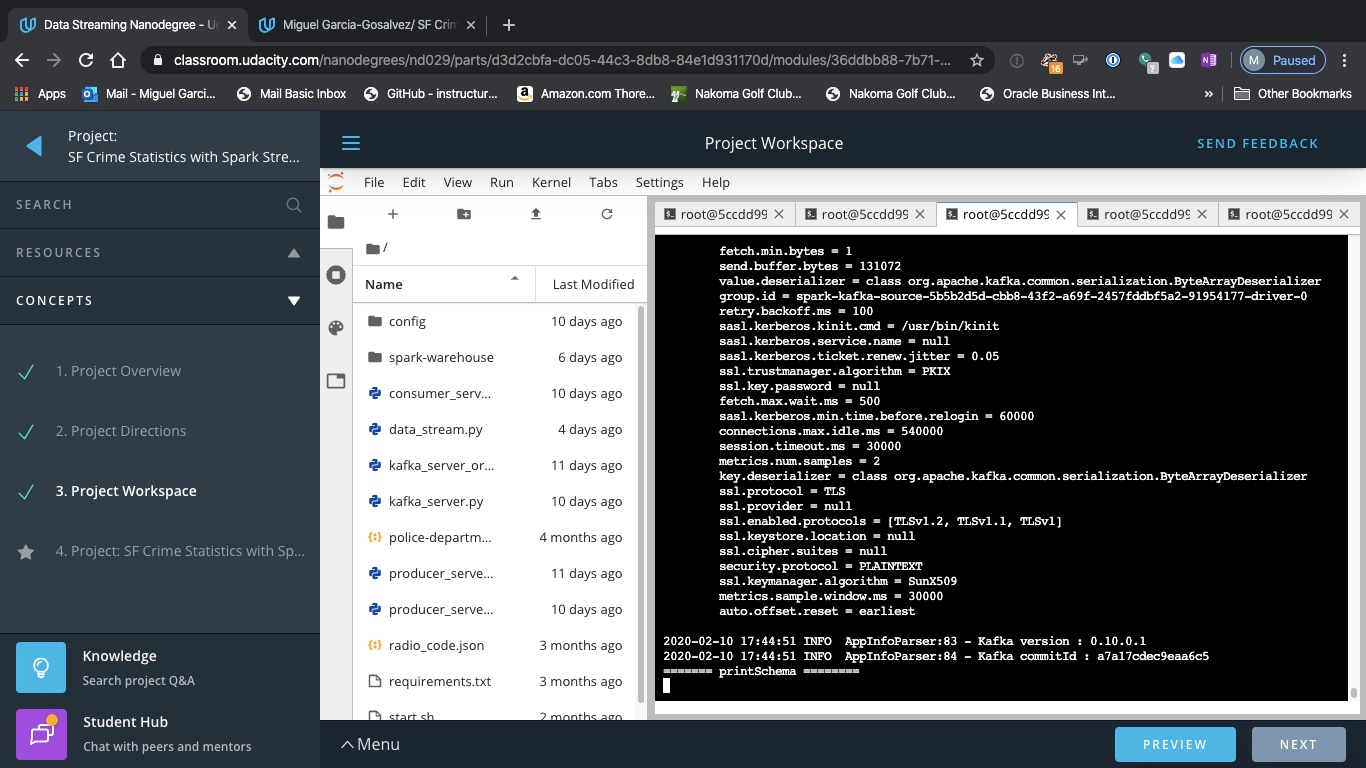 Data Streaming Nanodegree - U
Miguel Garcia-Gosalvez/ SF Crim
classroom.udacity.com/nanodegrees/nd029/parts/d3d2cbfa-dc05-44c3-8db8-84e1d931170d/modules/36ddbb88-7b71-...
16
?
N
M Paused
Apps
Mail - Miguel Garci...
Mail Basic Inbox
GitHub - instructur...
Amazon.com Thore...
Nakoma Golf Club...
Nakoma Golf Club...
Oracle Business Int...
»
Other Bookmarks
Project:
SF Crime Statistics with Spark Stre...
SEARCH
RESOURCES
CONCEPTS
1. Project Overview
2. Project Directions
3. Project Workspace
4. Project: SF Crime Statistics with Sp...
Knowledge
Search project Q&A
Student Hub
Chat with peers and mentors
Project Workspace
SEND FEEDBACK
File Edit View Run Kernel Tabs Settings Help
/
Name Last Modified
config 10 days ago
spark-warehouse 6 days ago
consumer_serv... 10 days ago
data_stream.py 4 days ago
kafka_server_or... 11 days ago
kafka_server.py 10 days ago
police-departm... 4 months ago
producer_serve... 11 days ago
producer_serve... 10 days ago
radio_code.json 3 months ago
requirements.txt 3 months ago
start.sh 2 months ago
root@5ccdd99 root@5ccdd99 root@5ccdd99 root@5ccdd99 root@5ccdd99
fetch.min.bytes = 1
send.buffer.bytes = 131072
value.deserializer = class org.apache.kafka.common.serialization.ByteArrayDeserializer
group.id = spark-kafka-source-5b5b2d5d-cbb8-43f2-a69f-2457fddbf5a2-91954177-driver-0
retry.backoff.ms = 100
sasl.kerberos.kinit.cmd = /usr/bin/kinit
sasl.kerberos.service.name = null
sasl.kerberos.ticket.renew.jitter = 0.05
ssl.trustmanager.algorithm = PKIX
ssl.key.password = null
fetch.max.wait.ms = 500
sasl.kerberos.min.time.before.relogin = 60000
connections.max.idle.ms = 540000
session.timeout.ms = 30000
metrics.num.samples = 2
key.deserializer = class org.apache.kafka.common.serialization.ByteArrayDeserializer
ssl.protocol = TLS
ssl.provider = null
ssl.enabled.protocols = [TLSv1.2, TLSv1.1, TLSv1]
ssl.keystore.location = null
ssl.cipher.suites = null
security.protocol = PLAINTEXT
ssl.keymanager.algorithm = SunX509
metrics.sample.window.ms = 30000
auto.offset.reset = earliest
2020-02-10 17:44:51 INFO AppInfoParser:83 - Kafka version : 0.10.0.1
2020-02-10 17:44:51 INFO AppInfoParser:84 - Kafka commitId : a7a17cdec9eaa6c5
======= printSchema ========
Menu
PREVIEW
NEXT